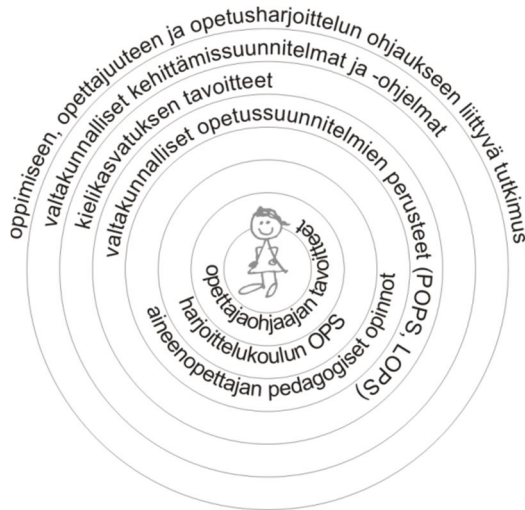 oppimiseen, opettajuuteen ja opetusharjoittelun ohjaukseen liittyvä tutkimus
valtakunnalliset kehittämissuunnitelmat ja -ohjelmat
kielikasvatuksen tavoitteet
valtakunnalliset opetussuunnitelmien perusteet (POPS, LOPS)
opettajaohjaajan tavoitteet
harjoittelukoulun OPS
aineenopettajan pedagogiset opinnot